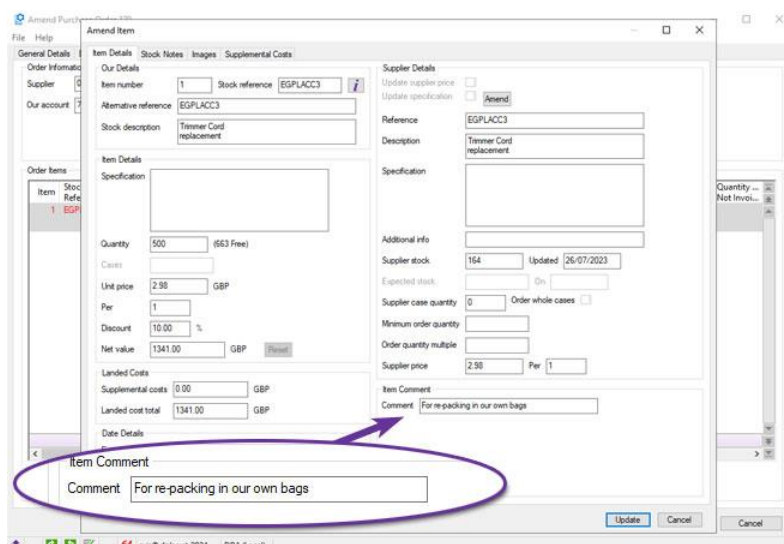 Amend Purchase Order
File Help
Amend Item
General Details
Item Details Stock Notes Images Supplemental Costs
Order Informatio
Supplier
Our account 7
Our Details
Item number 1 Stock reference EGPLACC3 i
Alternative reference EGPLACC3
Stock description Trimmer Cord
replacement
Item Details
Specification
Quantity 500 (663 Free)
Cases
Unit price 2.98 GBP
Per 1
Discount 10.00 %
Net value 1341.00 GBP Reset
Landed Costs
Supplemental costs 0.00 GBP
Landed cost total 1341.00 GBP
Date Details
Supplier Details
Update supplier price
Update specification Amend
Reference EGPLACC3
Description Trimmer Cord
replacement
Specification
Additional info
Supplier stock 164 Updated 26/07/2023
Expected stock On
Supplier case quantity 0 Order whole cases
Minimum order quantity
Order quantity multiple
Supplier price 2.98 Per 1
Item Comment
Comment For re-packing in our own bags
Order Items
Item Stoc
Refe
1 EGP
Quantity ...
Not Invoi...
Item Comment
Comment For re-packing in our own bags
Update Cancel
Cancel